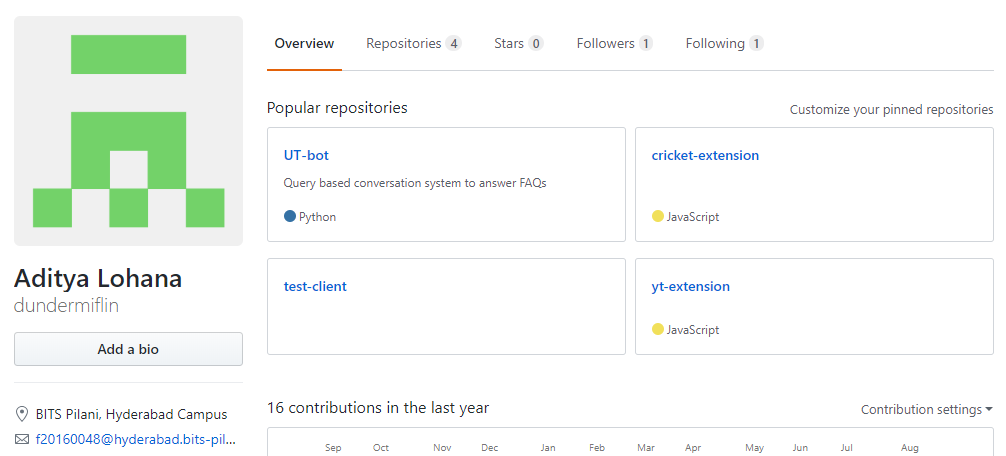 Overview Repositories 4 Stars 0 Followers 1 Following 1
Popular repositories
Customize your pinned repositories
UT-bot
Query based conversation system to answer FAQs
Python
cricket-extension
JavaScript
test-client
yt-extension
JavaScript
Aditya Lohana
dundermiflin
Add a bio
BITS Pilani, Hyderabad Campus
f20160048@hyderabad.bits-pil...
16 contributions in the last year
Contribution settings
Sep Oct Nov Dec Jan Feb Mar Apr May Jun Jul Aug